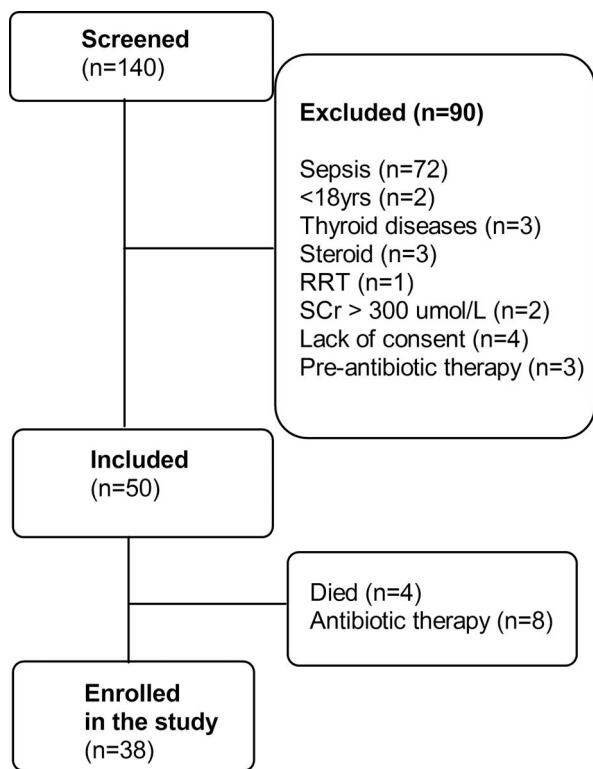 Screened
(n=140)
Excluded (n=90)
Sepsis (n=72)
<18yrs (n=2)
Thyroid diseases (n=3)
Steroid (n=3)
RRT (n=1)
SCr > 300 umol/L (n=2)
Lack of consent (n=4)
Pre-antibiotic therapy (n=3)
Included
(n=50)
Died (n=4)
Antibiotic therapy (n=8)
Enrolled
in the study
(n=38)